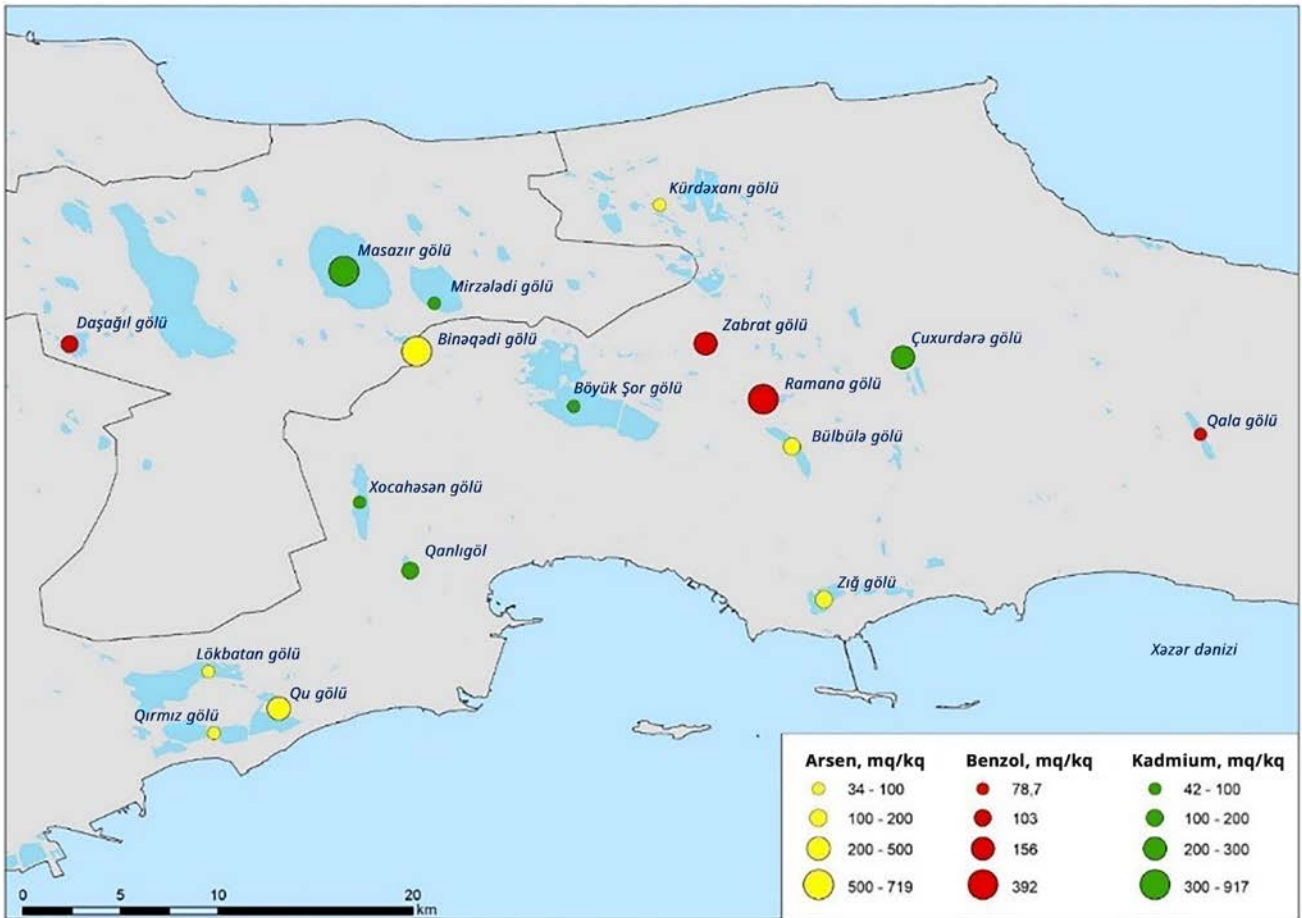 Kürdəxanı gölü
Masazır gölü
Mirzələdi gölü
Daşağıl gölü
Binəqədi gölü
Zabrat gölü
Çuxurdərə gölü
Böyük Şor gölü
Ramana gölü
Bülbülə gölü
Qala gölü
Xocahəsən gölü
Qanlıgöl
Zığ gölü
Lökbatan gölü
Qu gölü
Qırmız gölü
Xəzər dənizi
Arsen, mq/kq
34 - 100
100 - 200
200 - 500
500 - 719
Benzol, mq/kq
78,7
103
156
392
Kadmium, mq/kq
42 - 100
100 - 200
200 - 300
300 - 917
0 5 10 20
km